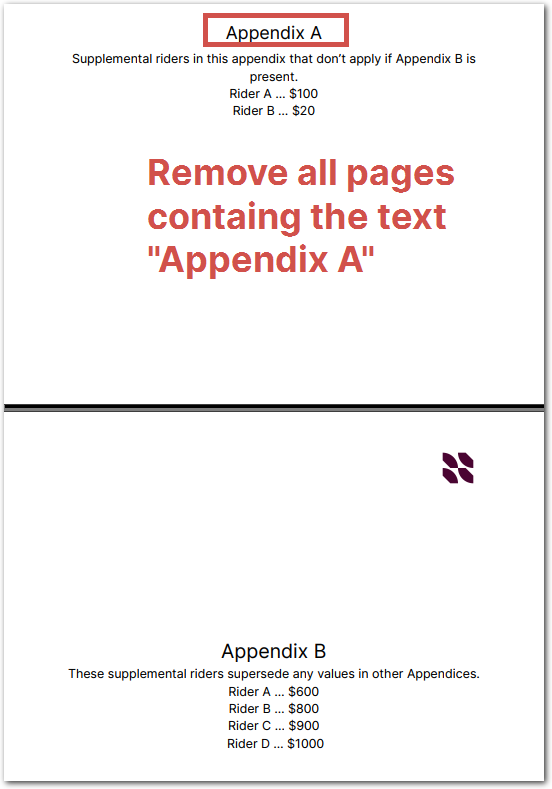 Appendix A
Supplemental riders in this appendix that don’t apply if Appendix B is
present.
Rider A ... $100
Rider B ... $20
Remove all pages
containg the text
"Appendix A"
Appendix B
These supplemental riders supersede any values in other Appendices.
Rider A ... $600
Rider B ... $800
Rider C ... $900
Rider D ... $1000